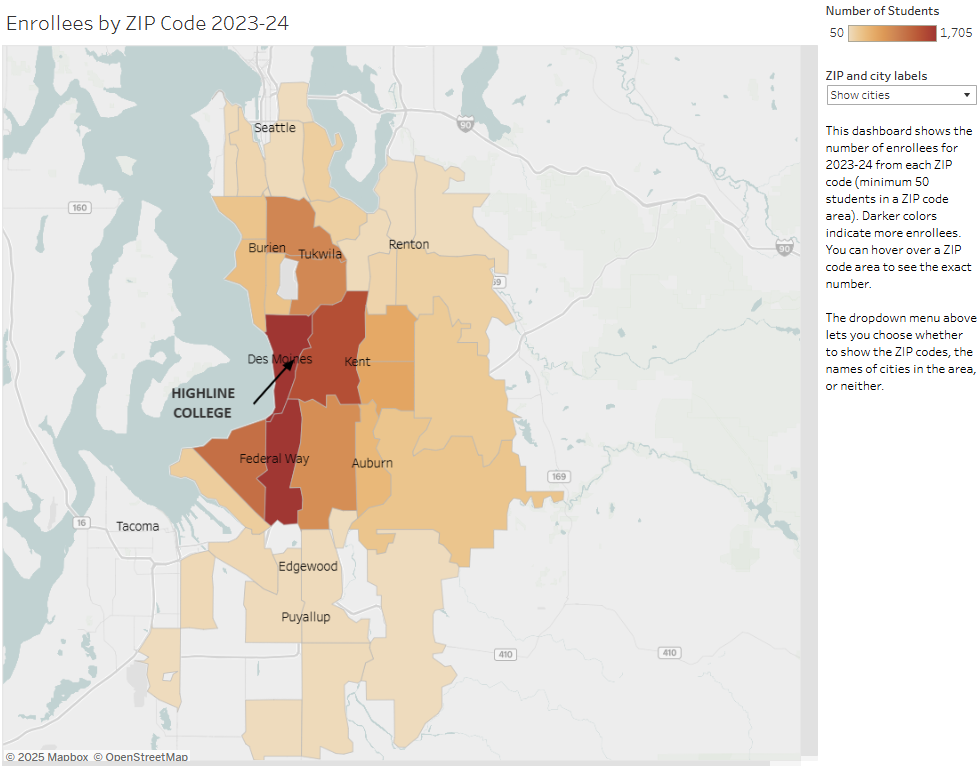 Enrollees by ZIP Code 2023-24
Number of Students
50
1,705
ZIP and city labels
Show cities
This dashboard shows the
number of enrollees for
2023-24 from each ZIP
code (minimum 50
students in a ZIP code
area). Darker colors
indicate more enrollees.
You can hover over a ZIP
code area to see the exact
number.
The dropdown menu above
lets you choose whether
to show the ZIP codes, the
names of cities in the area,
or neither.
Seattle
90
160
Burien
Tukwila
Renton
90
69
Des Moines
Kent
HIGHLINE
COLLEGE
Federal Way
Auburn
169
16
Tacoma
Edgewood
Puyallup
410
410
© 2025 Mapbox © OpenStreetMap